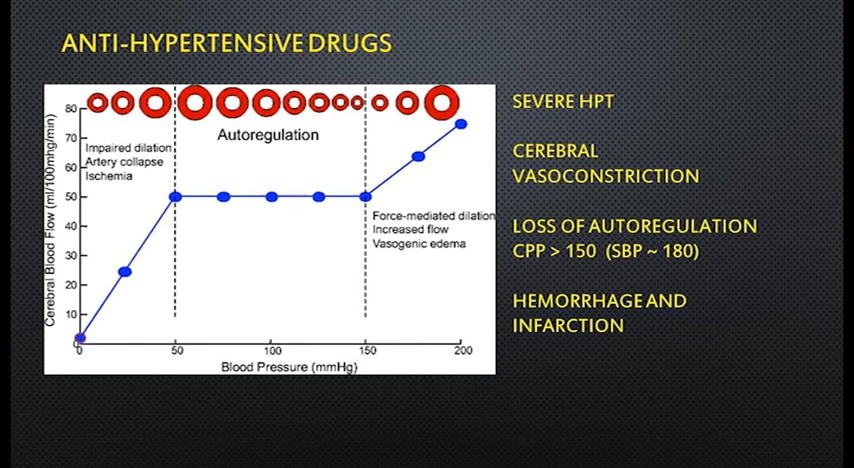 ANTI-HYPERTENSIVE DRUGS
80
70
60
50
40
30
20
10
0
50
100
150
200
Cerebral Blood Flow (ml/100mhg/min)
Blood Pressure (mmHg)
Autoregulation
Impaired dilation
Artery collapse
Ischemia
Force-mediated dilation
Increased flow
Vasogenic edema
SEVERE HPT
CEREBRAL
VASOCONSTRICTION
LOSS OF AUTOREGULATION
CPP > 150 (SBP ~ 180)
HEMORRHAGE AND
INFARCTION